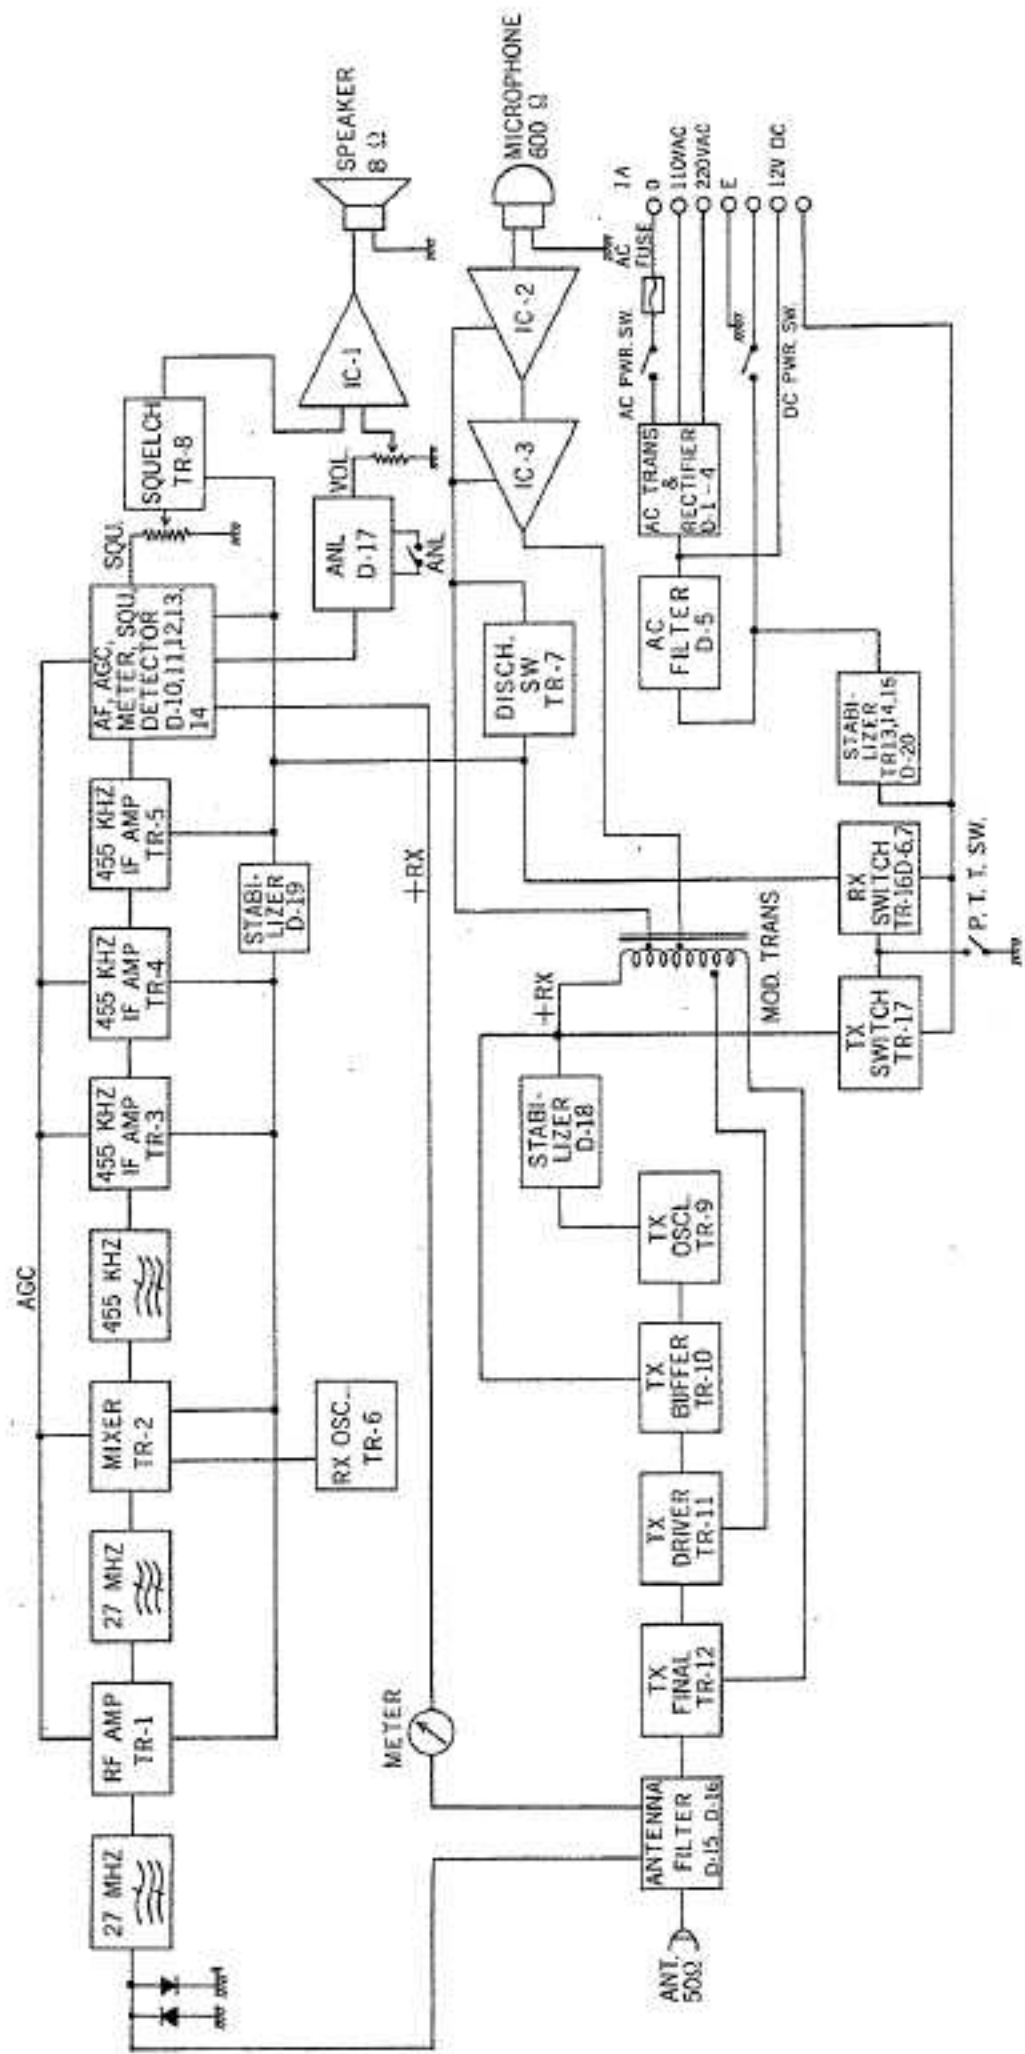 AGC
27 MHZ
RF AMP
TR-1
27 MHZ
MIXER
TR-2
455 KHZ
455 KHZ
IF AMP
TR-3
455 KHZ
IF AMP
TR-4
455 KHZ
IF AMP
TR-5
AF, AGC,
METER, SQU.
DETECTOR
D-10,11,12,13,
14
SQU.
SQUELCH
TR-8
RX OSC.
TR-6
STABI-
LIZER
D-19
ANL
D-17
ANL
VOL.
IC-1
SPEAKER
8 Ω
METER
+RX
DISCH.
SW
TR-7
IC-3
IC-2
MICROPHONE
600 Ω
STABI-
LIZER
D-18
+RX
MOD. TRANS
ANT.
50Ω
ANTENNA
FILTER
D-15, D-16
TX
FINAL
TR-12
TX
DRIVER
TR-11
TX
BUFFER
TR-10
TX
OSCL.
TR-9
AC
FILTER
D-5
AC TRANS
&
RECTIFIER
D-1-4
AC PWR. SW.
AC
FUSE
1A
0
110VAC
220VAC
E
12V DC
DC PWR. SW.
TX
SWITCH
TR-17
RX
SWITCH
TR-16D-6,7
STABI-
LIZER
TR13,14,15
D-20
P. T. T. SW.